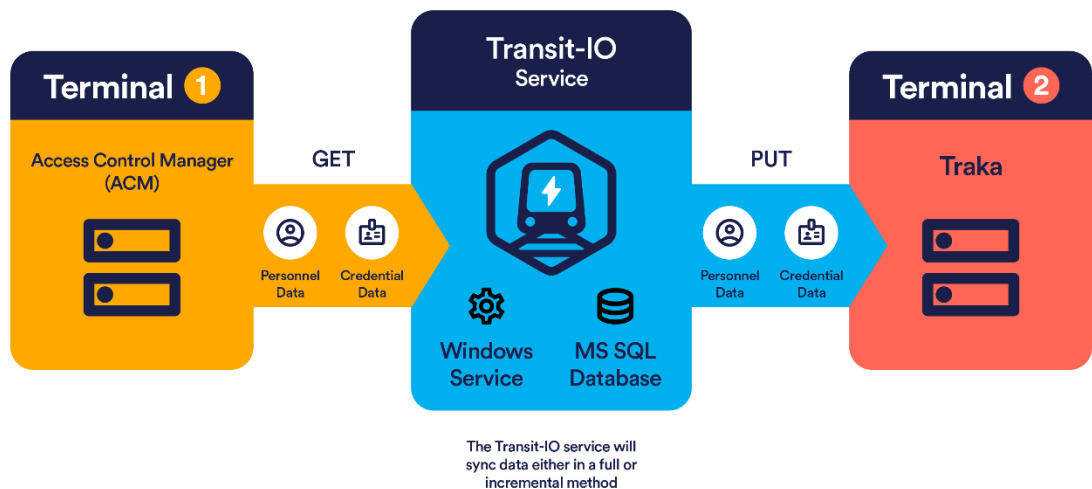 Terminal 1
Access Control Manager
(ACM)
GET
Personnel
Data
Credential
Data
Transit-IO
Service
Windows
Service
MS SQL
Database
PUT
Personnel
Data
Credential
Data
Terminal 2
Traka
The Transit-IO service will
sync data either in a full or
incremental method